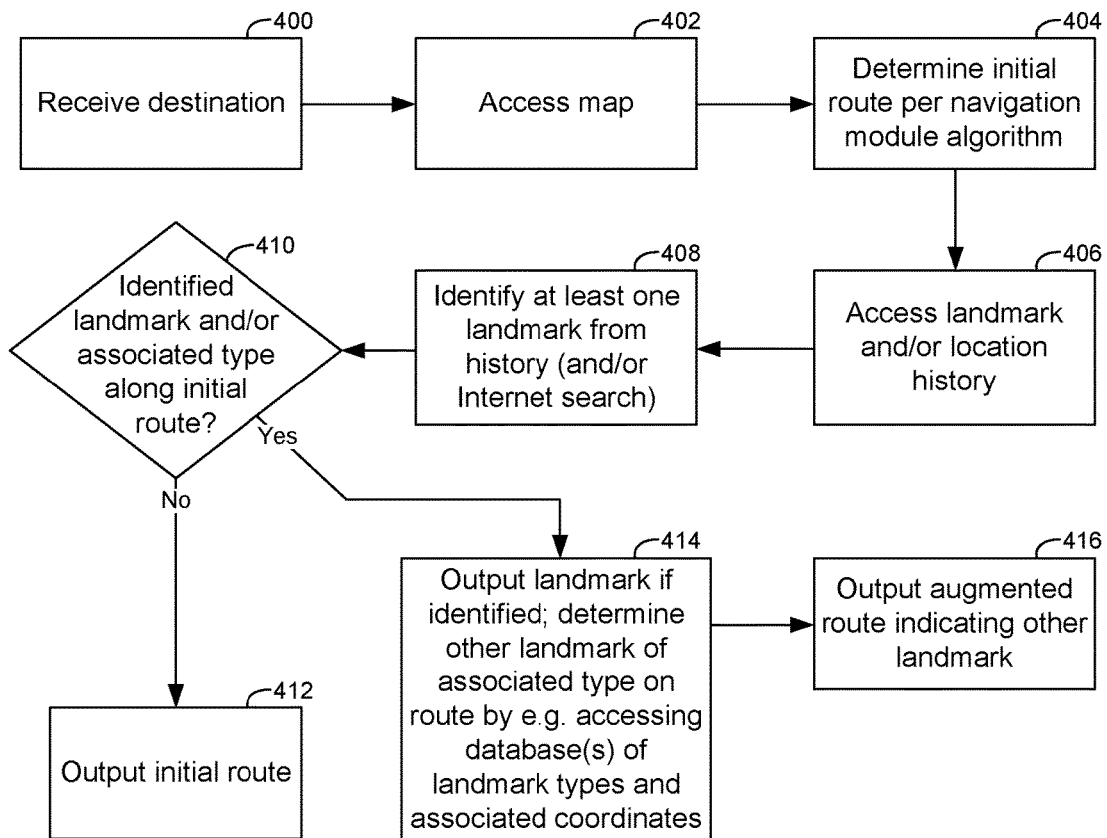 400
Receive destination
402
Access map
404
Determine initial
route per navigation
module algorithm
406
Access landmark
and/or location
history
408
Identify at least one
landmark from
history (and/or
Internet search)
410
Identified
landmark and/or
associated type
along initial
route?
Yes
No
412
Output initial route
414
Output landmark if
identified; determine
other landmark of
associated type on
route by e.g. accessing
database(s) of
landmark types and
associated coordinates
416
Output augmented
route indicating other
landmark